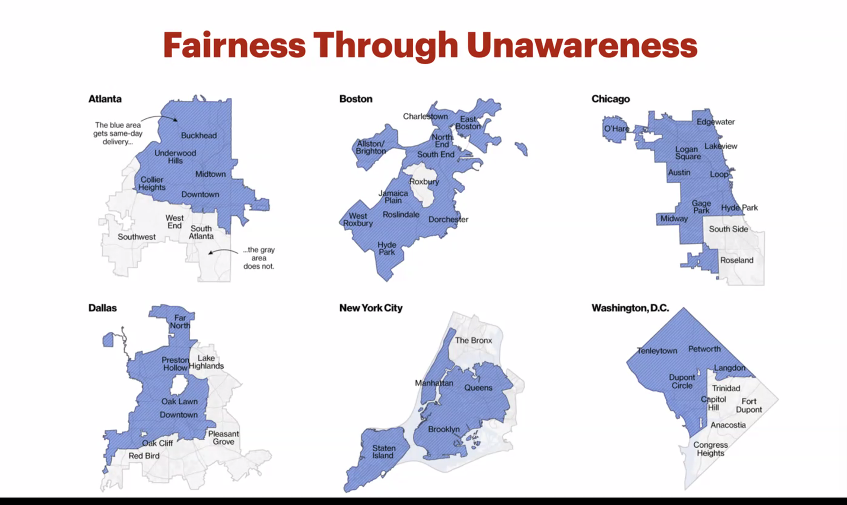 Fairness Through Unawareness
Atlanta
The blue area
gets same-day
delivery...
Buckhead
Underwood
Hills
Midtown
Collier
Heights
Downtown
West
End
South
Atlanta
Southwest
...the gray
area
does not.
Boston
Charlestown
East
Boston
North
End
Allston/
Brighton
South End
Roxbury
Jamaica
Plain
West
Roxbury
Roslindale
Dorchester
Hyde
Park
Chicago
O'Hare
Edgewater
Logan
Square
Lakeview
Austin
Loop
Gage
Park
Hyde Park
Midway
South Side
Roseland
Dallas
Far
North
Preston
Hollow
Lake
Highlands
Oak Lawn
Downtown
Oak Cliff
Pleasant
Grove
Red Bird
New York City
The Bronx
Manhattan
Queens
Brooklyn
Staten
Island
Washington, D.C.
Tenleytown
Petworth
Langdon
Dupont
Circle
Trinidad
Capitol
Hill
Fort
Dupont
Anacostia
Congress
Heights